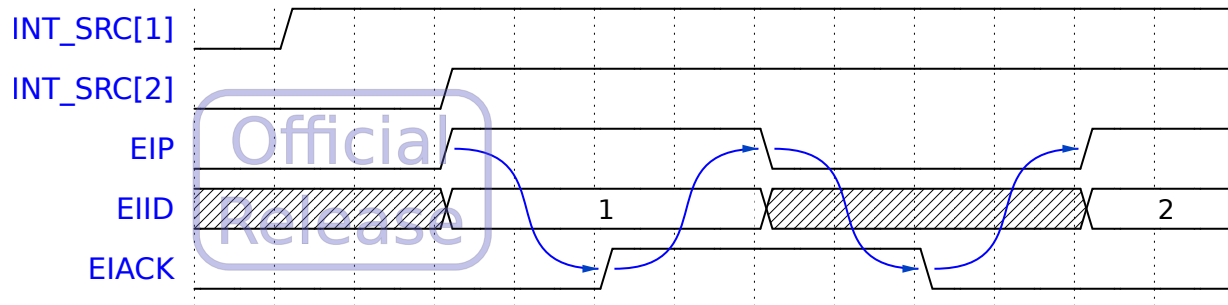 INT_SRC[1]
INT_SRC[2]
EIP
EIID
1
2
EIACK
Official
Release